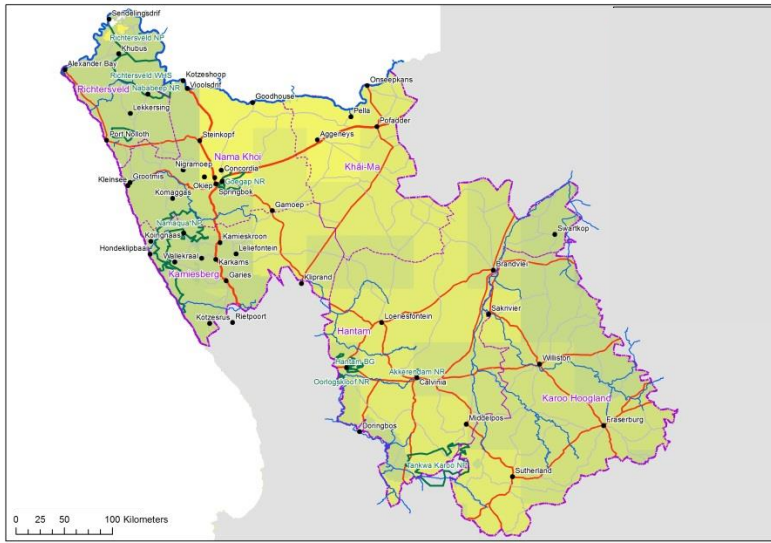 Sendelingsdrif
Richtersveld NP
Khubus
Alexander Bay
Richtersveld WHS
Kotzeshoop
Nababeep NR
Vioolsdrif
Richtersveld
Goodhouse
Onseepkans
Lekkersing
Pella
Pofadder
Port Nolloth
Steinkopf
Aggeneys
Nama Khoi
Khâi-Ma
Nigramoep
Concordia
Kleinsee
Grootmis
Okiep
Goegap NR
Springbok
Komaggas
Gamoep
Namaqua NP
Swartkop
Koingnaas
Kamieskroon
Hondeklipbaai
Leliefontein
Wallekraal
Karkams
Kamiesberg
Garies
Kliprand
Brandvlei
Kotzesrus
Rietpoort
Loeriesfontein
Saknvier
Hantam
Hantam BG
Akkerendam NR
Williston
Oorlogskloof NR
Calvinia
Karoo Hoogland
Doringbos
Middelpos
Fraserburg
Tankwa Karoo NP
Sutherland
0 25 50 100 Kilometers